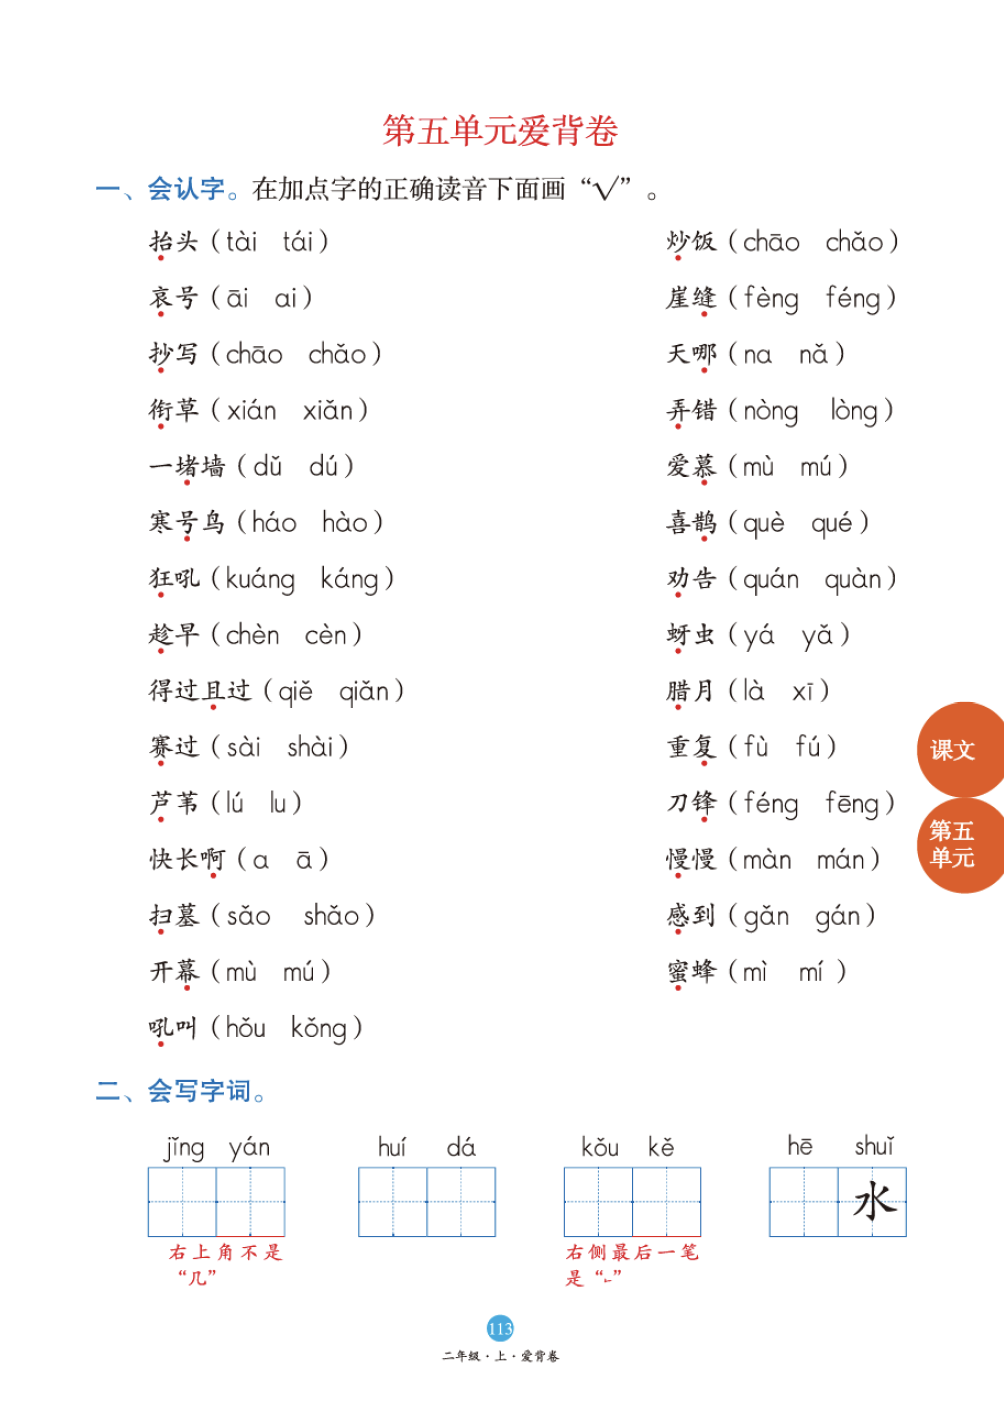 第五单元爱背卷
一、会认字。在加点字的正确读音下面画“√”。
抬头（tài tái） 炒饭（chāo chǎo）
哀号（āi ai） 崖缝（fèng féng）
抄写（chāo chǎo） 天哪（na nǎ）
衔草（xián xiǎn） 弄错（nòng lòng）
一堵墙（dǔ dú） 爱慕（mù mú）
寒号鸟（háo hào） 喜鹊（què qué）
狂吼（kuáng káng） 劝告（quán quàn）
趁早（chèn cèn） 蚜虫（yá yǎ）
得过且过（qiě qiǎn） 腊月（là xī）
赛过（sài shài） 重复（fù fú）
芦苇（lú lu） 刀锋（féng fēng）
快长啊（a ā） 慢慢（màn mán）
扫墓（sǎo shǎo） 感到（gǎn gán）
开幕（mù mú） 蜜蜂（mì mí ）
吼叫（hǒu kǒng）
课文
第五
单元
二、会写字词。
jǐng yán huí dá kǒu kě hē shuǐ
水
右上角不是 右侧最后一笔
“几” 是“㇀”
113
二年级·上·爱背卷